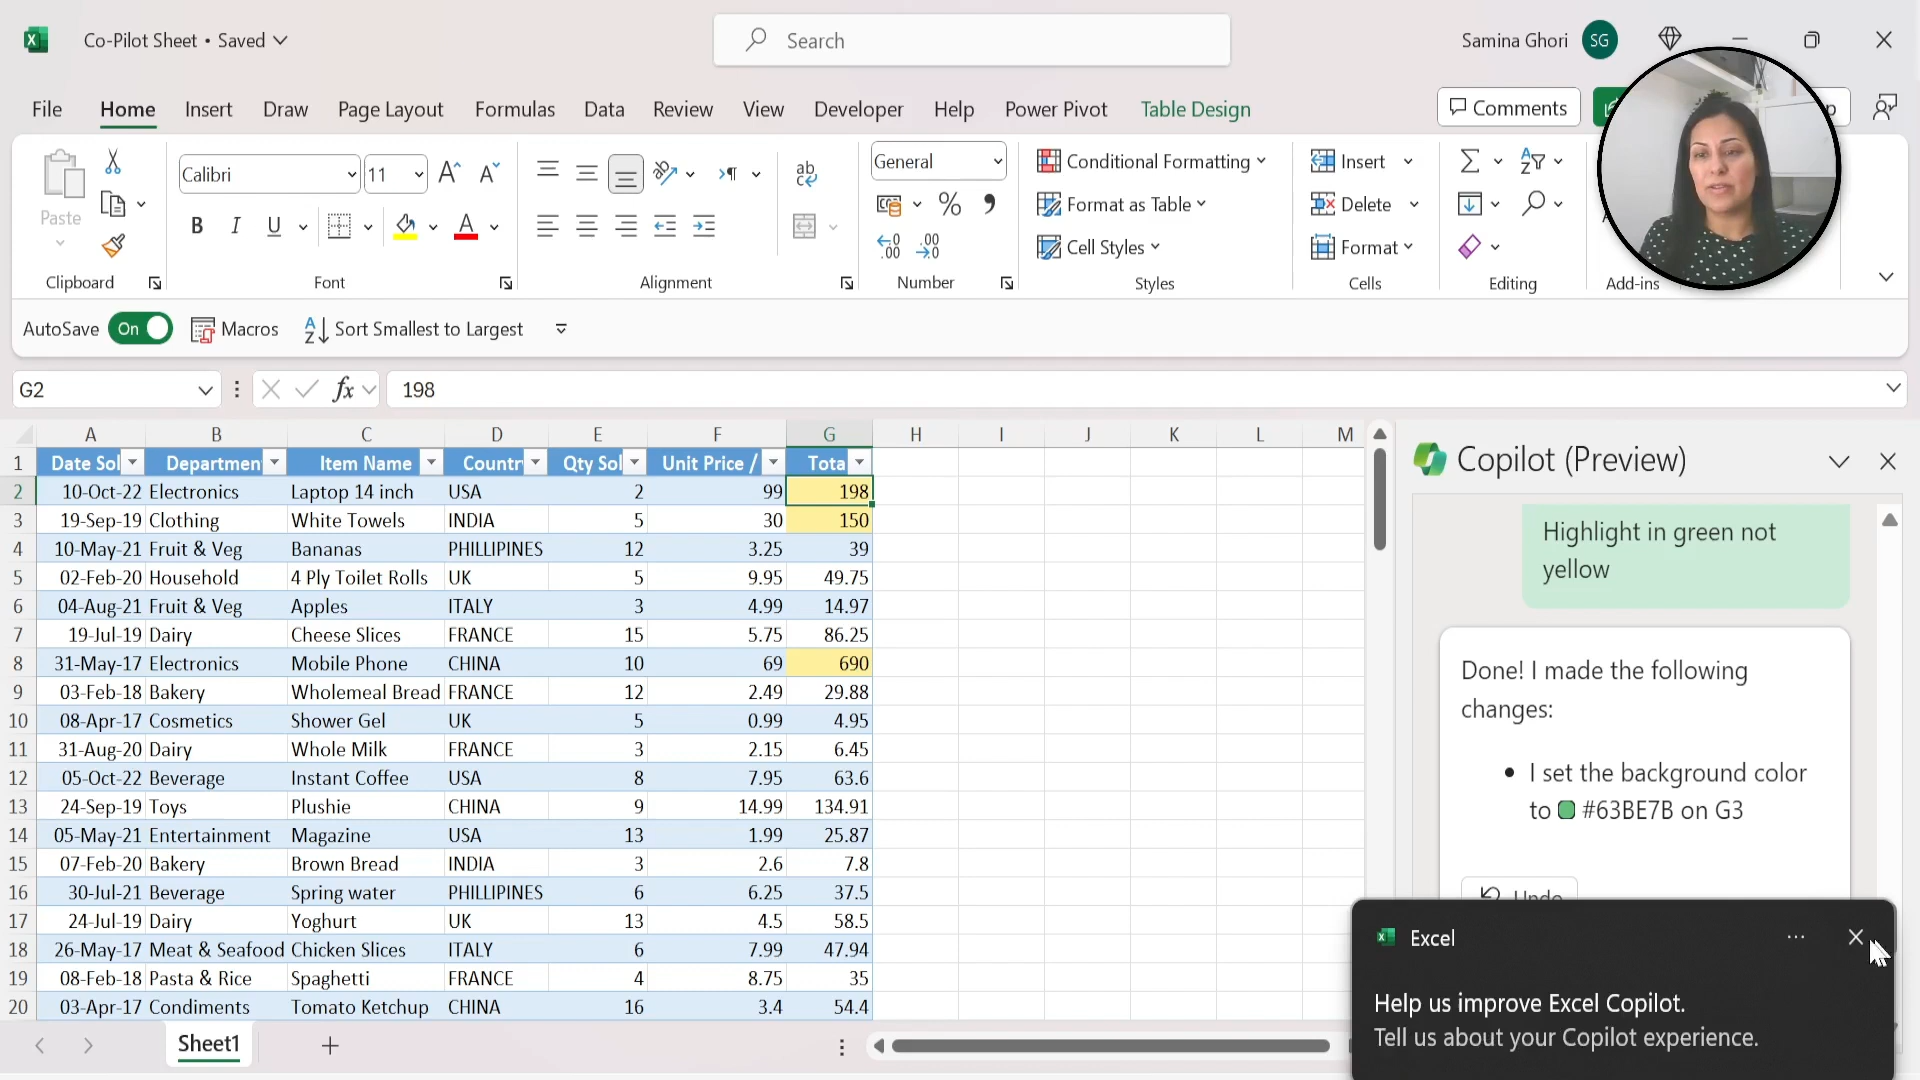 Co-Pilot Sheet • Saved
Search
Samina Ghori SG
File Home Insert Draw Page Layout Formulas Data Review View Developer Help Power Pivot Table Design
Comments
Paste
Calibri 11
B I U
ab
General
Conditional Formatting
Format as Table
Cell Styles
Insert
Delete
Format
Clipboard Font Alignment Number Styles Cells Editing Add-ins
AutoSave On Macros Sort Smallest to Largest
G2 fx 198
A B C D E F G H I J K L M
1 Date Sol Departmen Item Name Countr Qty Sol Unit Price / Tota
2 10-Oct-22 Electronics Laptop 14 inch USA 2 99 198
3 19-Sep-19 Clothing White Towels INDIA 5 30 150
4 10-May-21 Fruit & Veg Bananas PHILLIPINES 12 3.25 39
5 02-Feb-20 Household 4 Ply Toilet Rolls UK 5 9.95 49.75
6 04-Aug-21 Fruit & Veg Apples ITALY 3 4.99 14.97
7 19-Jul-19 Dairy Cheese Slices FRANCE 15 5.75 86.25
8 31-May-17 Electronics Mobile Phone CHINA 10 69 690
9 03-Feb-18 Bakery Wholemeal Bread FRANCE 12 2.49 29.88
10 08-Apr-17 Cosmetics Shower Gel UK 5 0.99 4.95
11 31-Aug-20 Dairy Whole Milk FRANCE 3 2.15 6.45
12 05-Oct-22 Beverage Instant Coffee USA 8 7.95 63.6
13 24-Sep-19 Toys Plushie CHINA 9 14.99 134.91
14 05-May-21 Entertainment Magazine USA 13 1.99 25.87
15 07-Feb-20 Bakery Brown Bread INDIA 3 2.6 7.8
16 30-Jul-21 Beverage Spring water PHILLIPINES 6 6.25 37.5
17 24-Jul-19 Dairy Yoghurt UK 13 4.5 58.5
18 26-May-17 Meat & Seafood Chicken Slices ITALY 6 7.99 47.94
19 08-Feb-18 Pasta & Rice Spaghetti FRANCE 4 8.75 35
20 03-Apr-17 Condiments Tomato Ketchup CHINA 16 3.4 54.4
Sheet1
Copilot (Preview)
Highlight in green not
yellow
Done! I made the following
changes:
• I set the background color
to #63BE7B on G3
Undo
Excel
Help us improve Excel Copilot.
Tell us about your Copilot experience.